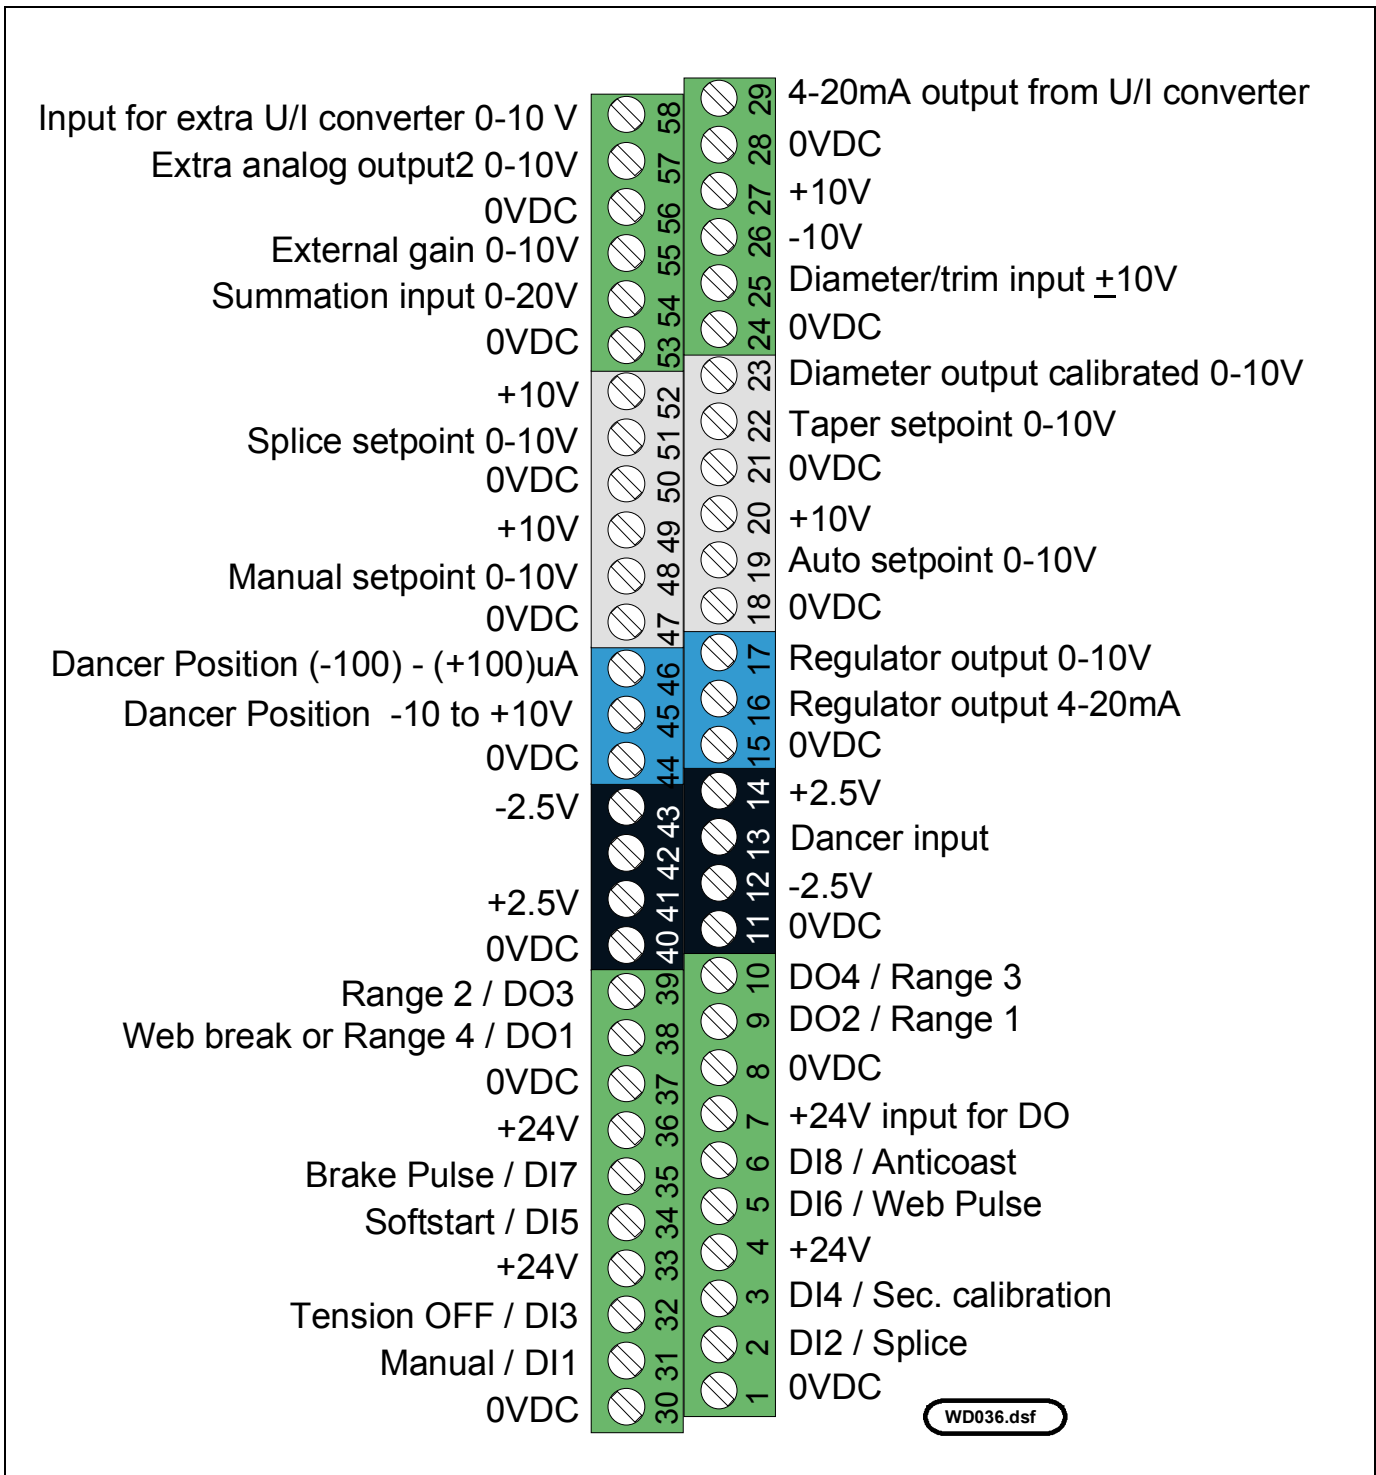 Input for extra U/I converter 0-10 V 58
Extra analog output2 0-10V 57
0VDC 56
External gain 0-10V 55
Summation input 0-20V 54
0VDC 53
+10V 52
Splice setpoint 0-10V 51
0VDC 50
+10V 49
Manual setpoint 0-10V 48
0VDC 47
Dancer Position (-100) - (+100)uA 46
Dancer Position -10 to +10V 45
0VDC 44
-2.5V 43
42
+2.5V 41
0VDC 40
Range 2 / DO3 39
Web break or Range 4 / DO1 38
0VDC 37
+24V 36
Brake Pulse / DI7 35
Softstart / DI5 34
+24V 33
Tension OFF / DI3 32
Manual / DI1 31
0VDC 30
29 4-20mA output from U/I converter
28 0VDC
27 +10V
26 -10V
25 Diameter/trim input ±10V
24 0VDC
23 Diameter output calibrated 0-10V
22 Taper setpoint 0-10V
21 0VDC
20 +10V
19 Auto setpoint 0-10V
18 0VDC
17 Regulator output 0-10V
16 Regulator output 4-20mA
15 0VDC
14 +2.5V
13 Dancer input
12 -2.5V
11 0VDC
10 DO4 / Range 3
9 DO2 / Range 1
8 0VDC
7 +24V input for DO
6 DI8 / Anticoast
5 DI6 / Web Pulse
4 +24V
3 DI4 / Sec. calibration
2 DI2 / Splice
1 0VDC
WD036.dsf